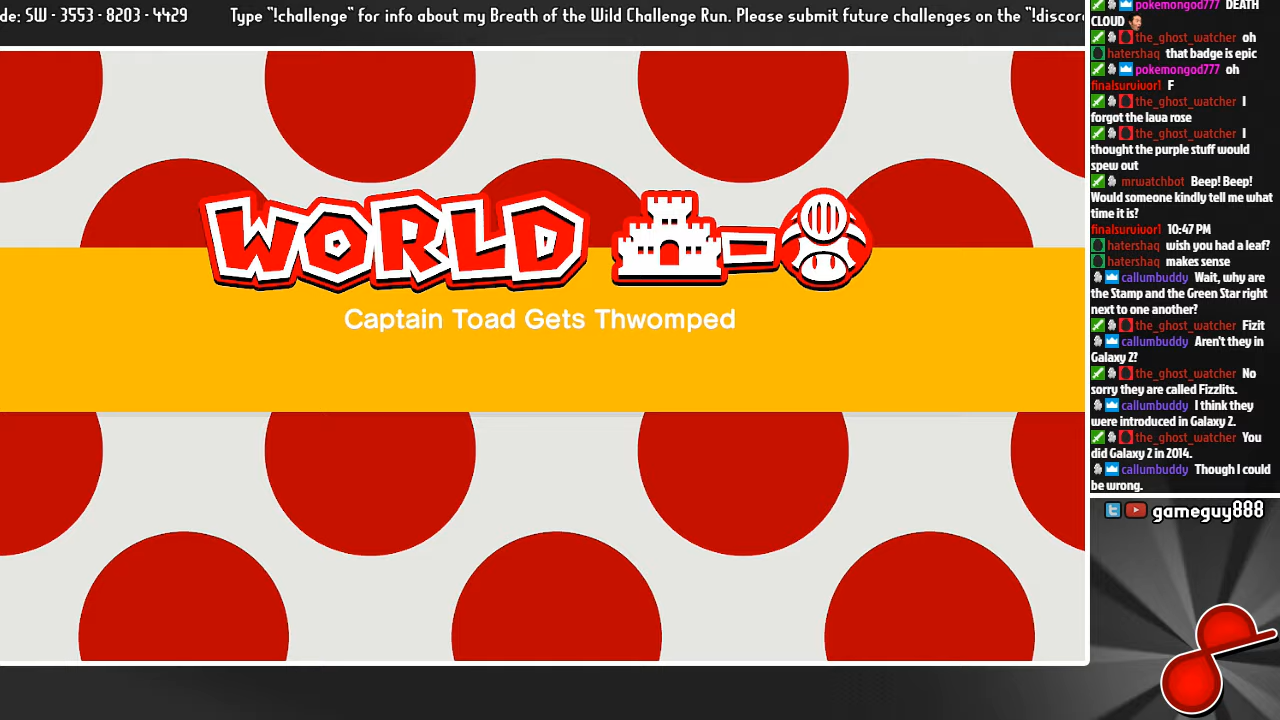 de: SW - 3553 - 8203 - 4429 Type "!challenge" for info about my Breath of the Wild Challenge Run. Please submit future challenges on the "!discor
WORLD
Captain Toad Gets Thwomped
pokemongod777 DEATH
CLOUD
the_ghost_watcher oh
hatershaq that badge is epic
pokemongod777 oh
finalsurvivor1 F
the_ghost_watcher I
forgot the lava rose
the_ghost_watcher I
thought the purple stuff would
spew out
mrwatchbot Beep! Beep!
Would someone kindly tell me what
time it is?
finalsurvivor1 10:47 PM
hatershaq wish you had a leaf?
hatershaq makes sense
callumbuddy Wait, why are
the Stamp and the Green Star right
next to one another?
the_ghost_watcher Fizit
callumbuddy Aren't they in
Galaxy 2?
the_ghost_watcher No
sorry they are called Fizzlits.
callumbuddy I think they
were introduced in Galaxy 2.
the_ghost_watcher You
did Galaxy 2 in 2014.
callumbuddy Though I could
be wrong.
gameguy888